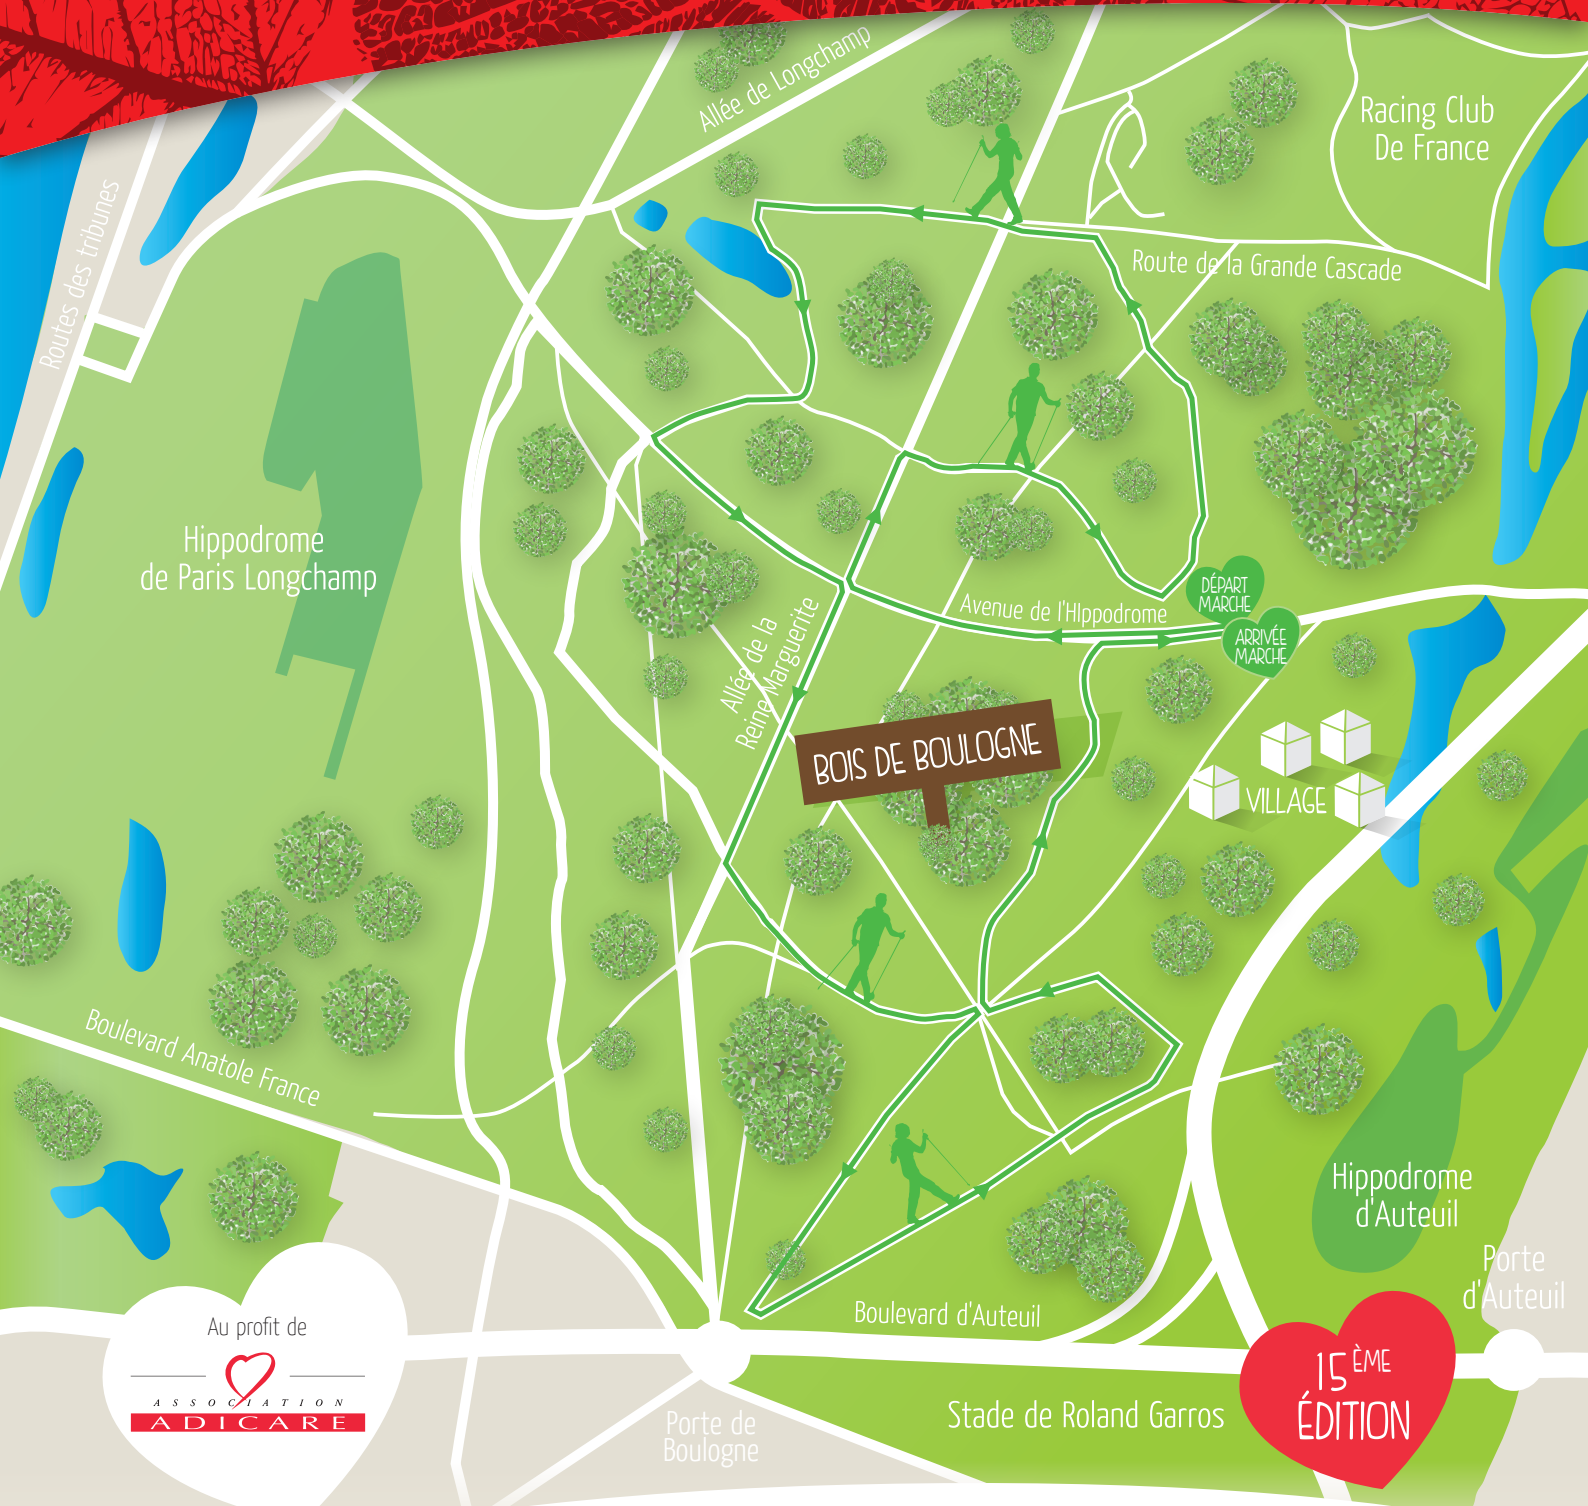 Allée de Longchamp
Racing Club
De France
Routes des tribunes
Route de la Grande Cascade
Hippodrome
de Paris Longchamp
DÉPART
MARCHE
Avenue de l'HIppodrome
ARRIVÉE
MARCHE
Allée de la
Reine Marguerite
BOIS DE BOULOGNE
VILLAGE
Boulevard Anatole France
Hippodrome
d'Auteuil
Porte
d'Auteuil
Boulevard d'Auteuil
Au profit de
ASSOCIATION
ADICARE
15ÈME
ÉDITION
Stade de Roland Garros
Porte de
Boulogne